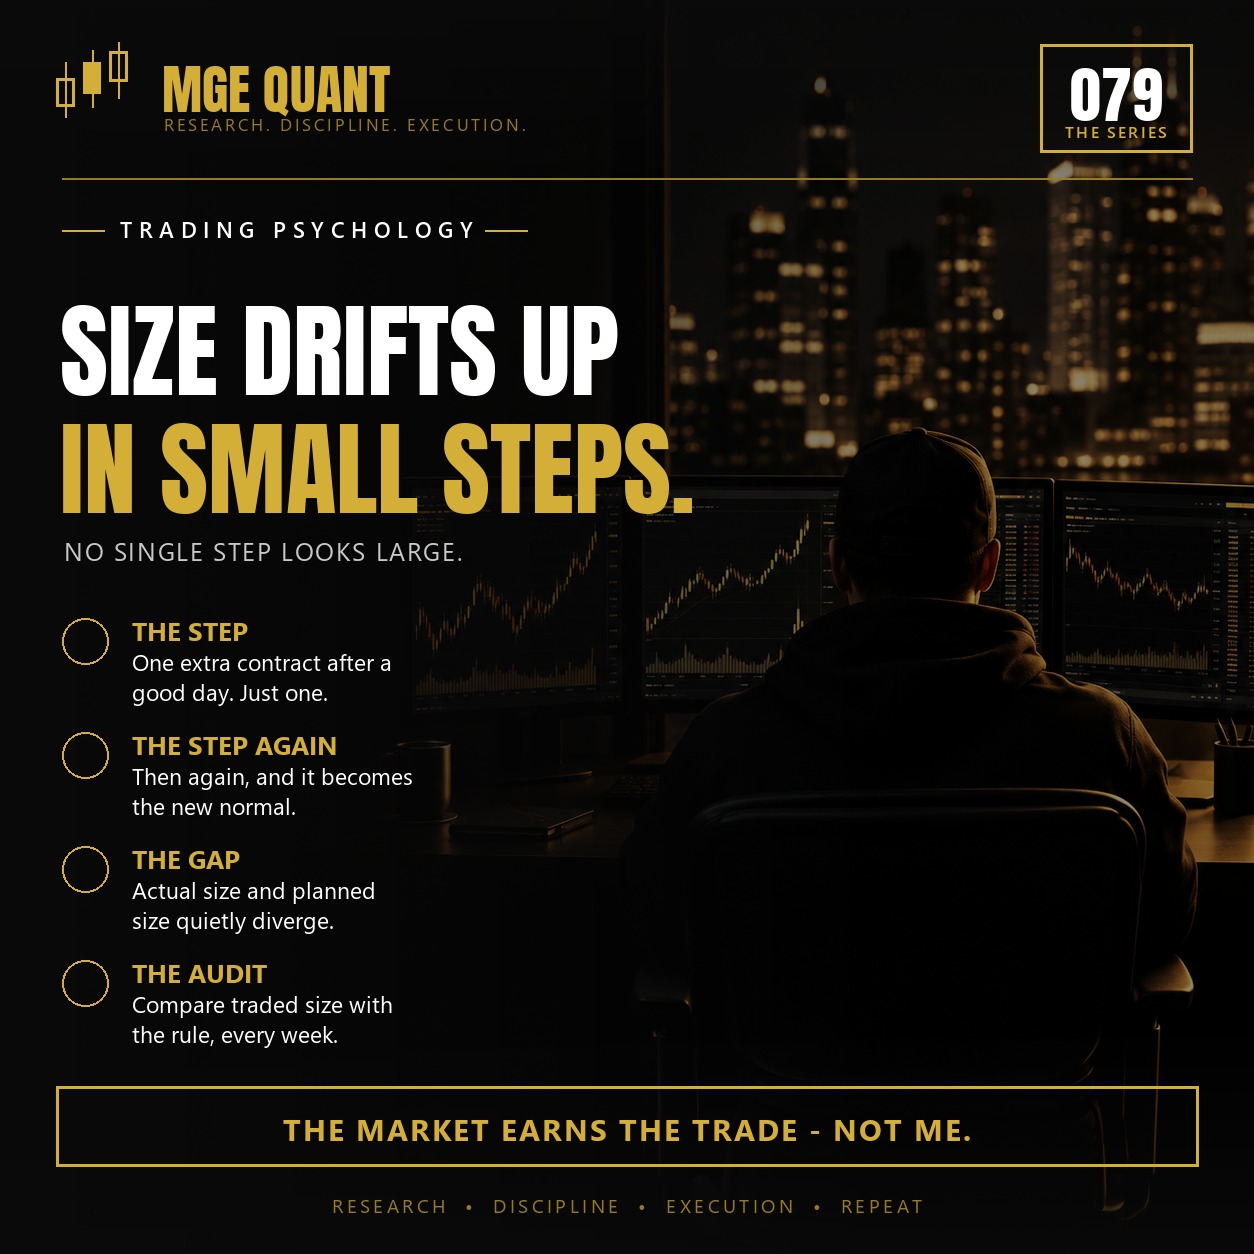 MGE QUANT
RESEARCH. DISCIPLINE. EXECUTION.
079
THE SERIES
TRADING PSYCHOLOGY
SIZE DRIFTS UP
IN SMALL STEPS.
NO SINGLE STEP LOOKS LARGE.
THE STEP
One extra contract after a
good day. Just one.
THE STEP AGAIN
Then again, and it becomes
the new normal.
THE GAP
Actual size and planned
size quietly diverge.
THE AUDIT
Compare traded size with
the rule, every week.
THE MARKET EARNS THE TRADE - NOT ME.
RESEARCH • DISCIPLINE • EXECUTION • REPEAT